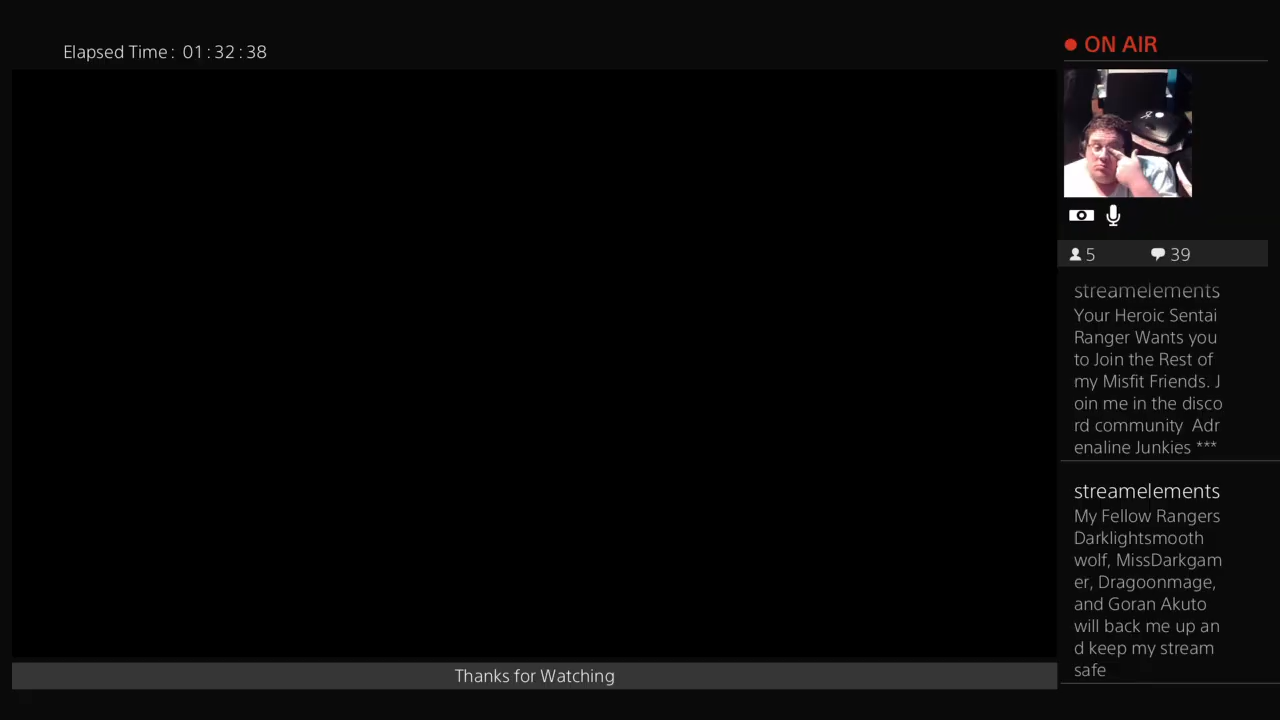 Elapsed Time: 01:32:38
ON AIR
5 39
streamelements
Your Heroic Sentai
Ranger Wants you
to Join the Rest of
my Misfit Friends. J
oin me in the disco
rd community  Adr
enaline Junkies ***
streamelements
My Fellow Rangers
Darklightsmooth
wolf, MissDarkgam
er, Dragoonmage,
and Goran Akuto
will back me up an
d keep my stream
safe
Thanks for Watching